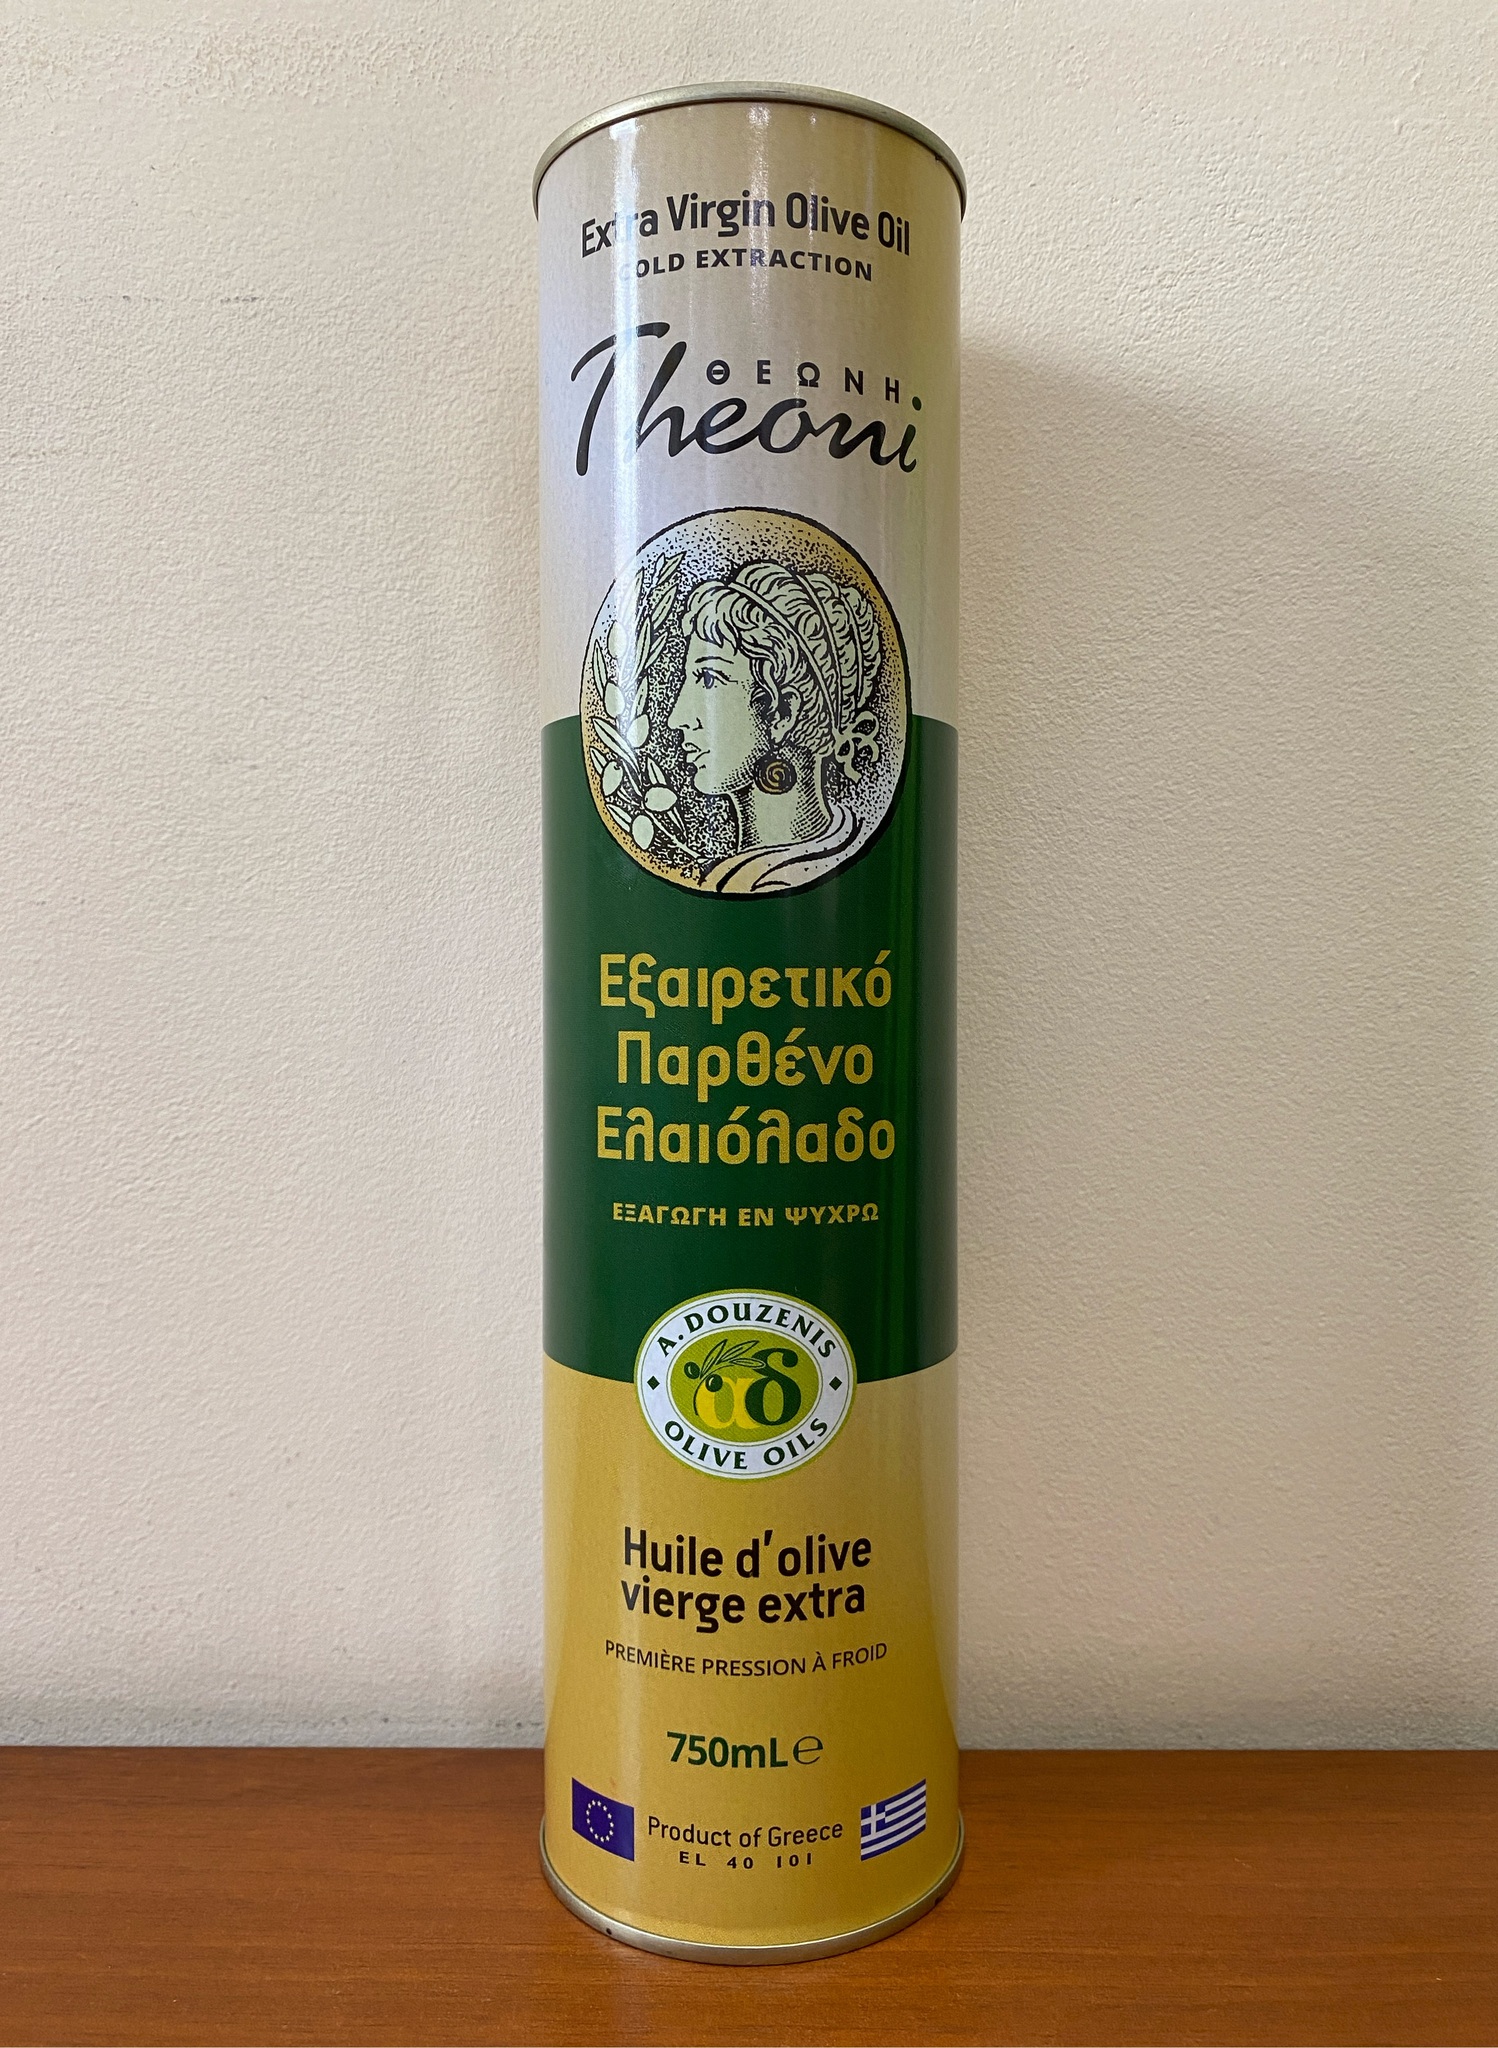 Extra Virgin Olive Oil
COLD EXTRACTION
ΘΕΩΝΗ
Theoni
Εξαιρετικό
Παρθένο
Ελαιόλαδο
ΕΞΑΓΩΓΗ ΕΝ ΨΥΧΡΩ
A. DOUZENIS
αδ
OLIVE OILS
Huile d'olive
vierge extra
PREMIÈRE PRESSION À FROID
750mL℮
Product of Greece
EL 40 101